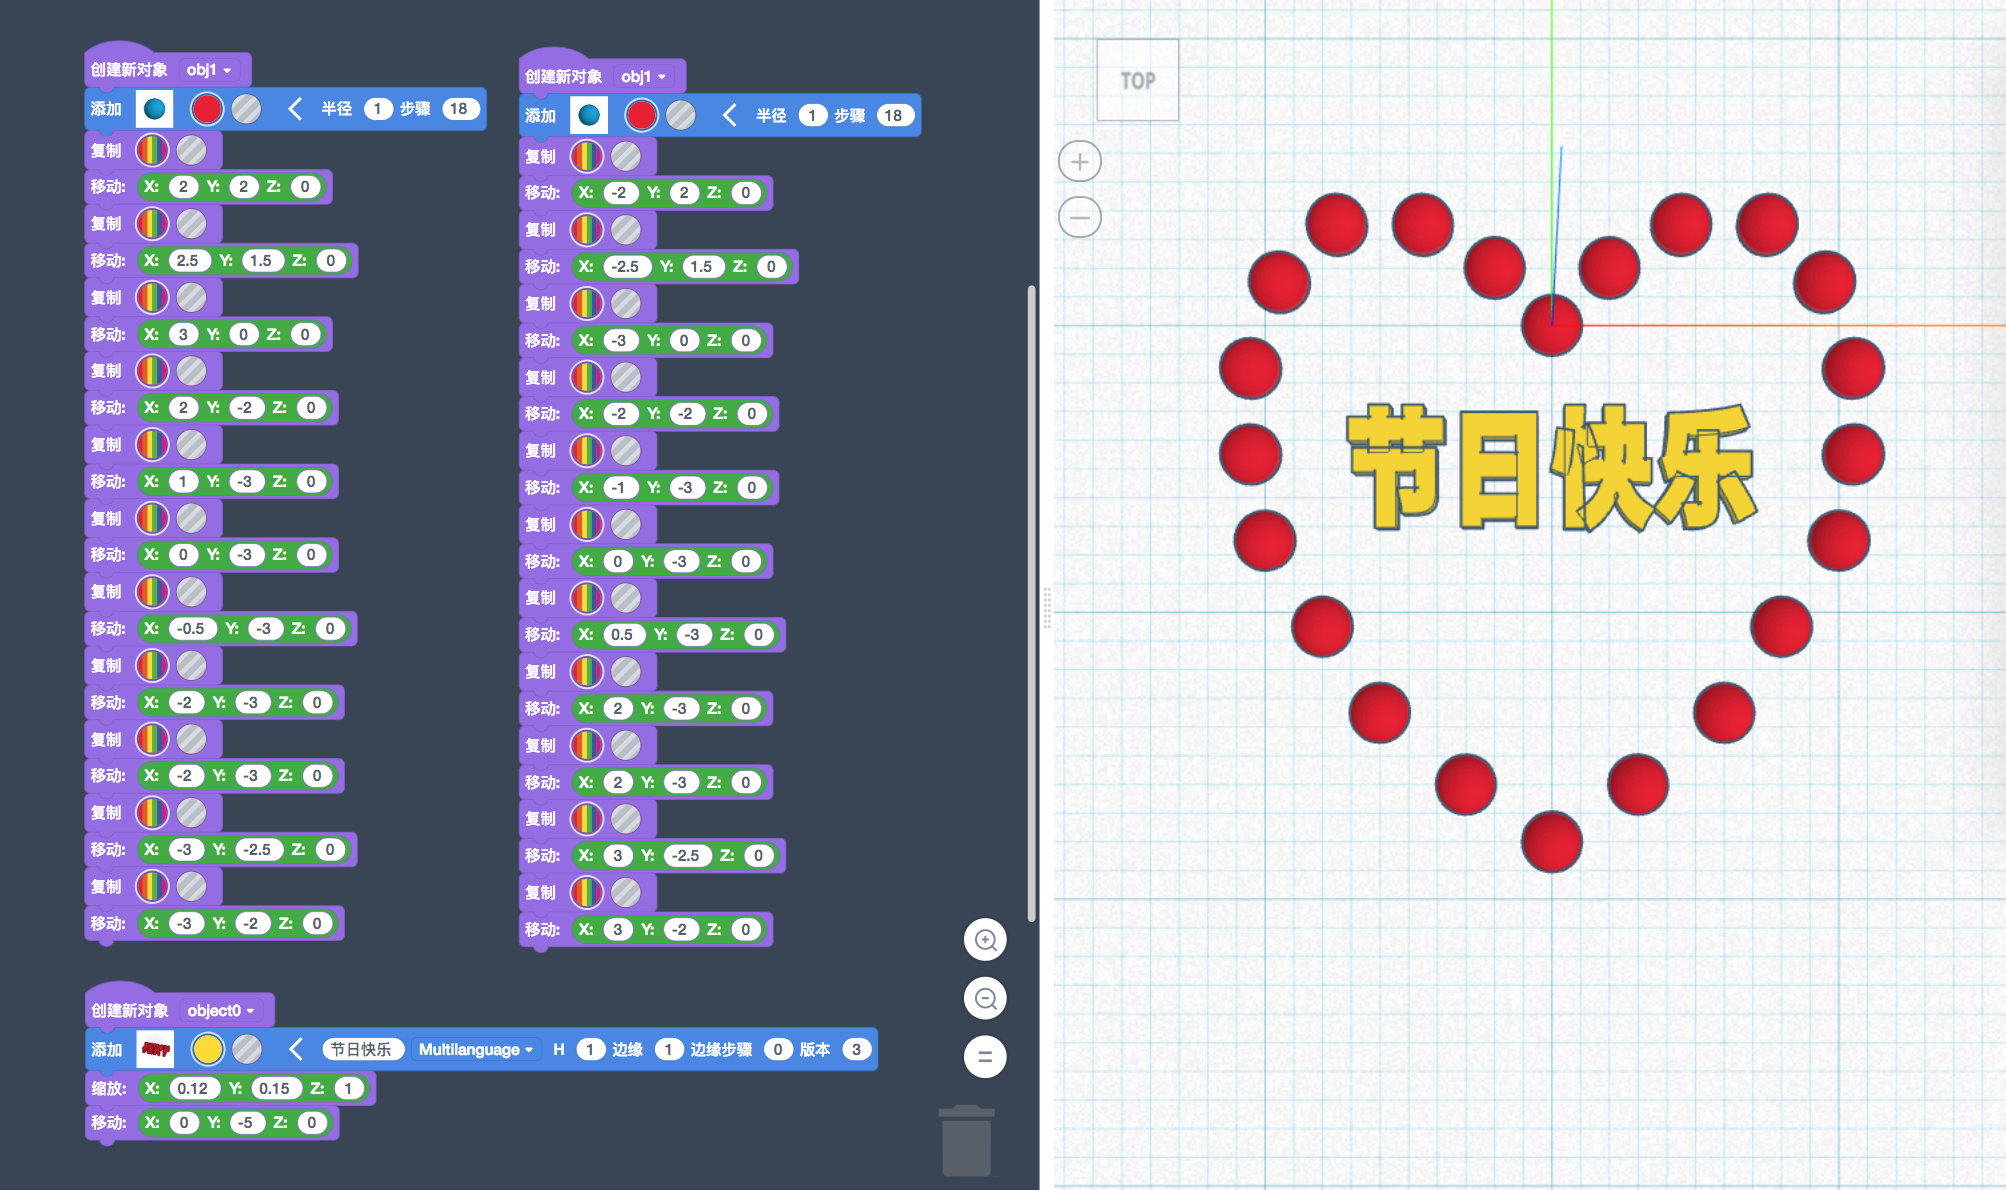 创建新对象 obj1
添加 半径 1 步骤 18
复制
移动: X: 2 Y: 2 Z: 0
复制
移动: X: 2.5 Y: 1.5 Z: 0
复制
移动: X: 3 Y: 0 Z: 0
复制
移动: X: 2 Y: -2 Z: 0
复制
移动: X: 1 Y: -3 Z: 0
复制
移动: X: 0 Y: -3 Z: 0
复制
移动: X: -0.5 Y: -3 Z: 0
复制
移动: X: -2 Y: -3 Z: 0
复制
移动: X: -2 Y: -3 Z: 0
复制
移动: X: -3 Y: -2.5 Z: 0
复制
移动: X: -3 Y: -2 Z: 0
创建新对象 obj1
添加 半径 1 步骤 18
复制
移动: X: -2 Y: 2 Z: 0
复制
移动: X: -2.5 Y: 1.5 Z: 0
复制
移动: X: -3 Y: 0 Z: 0
复制
移动: X: -2 Y: -2 Z: 0
复制
移动: X: -1 Y: -3 Z: 0
复制
移动: X: 0 Y: -3 Z: 0
复制
移动: X: 0.5 Y: -3 Z: 0
复制
移动: X: 2 Y: -3 Z: 0
复制
移动: X: 2 Y: -3 Z: 0
复制
移动: X: 3 Y: -2.5 Z: 0
复制
移动: X: 3 Y: -2 Z: 0
创建新对象 object0
添加 节日快乐 Multilanguage H 1 边缘 1 边缘步骤 0 版本 3
缩放: X: 0.12 Y: 0.15 Z: 1
移动: X: 0 Y: -5 Z: 0
TOP
节日快乐